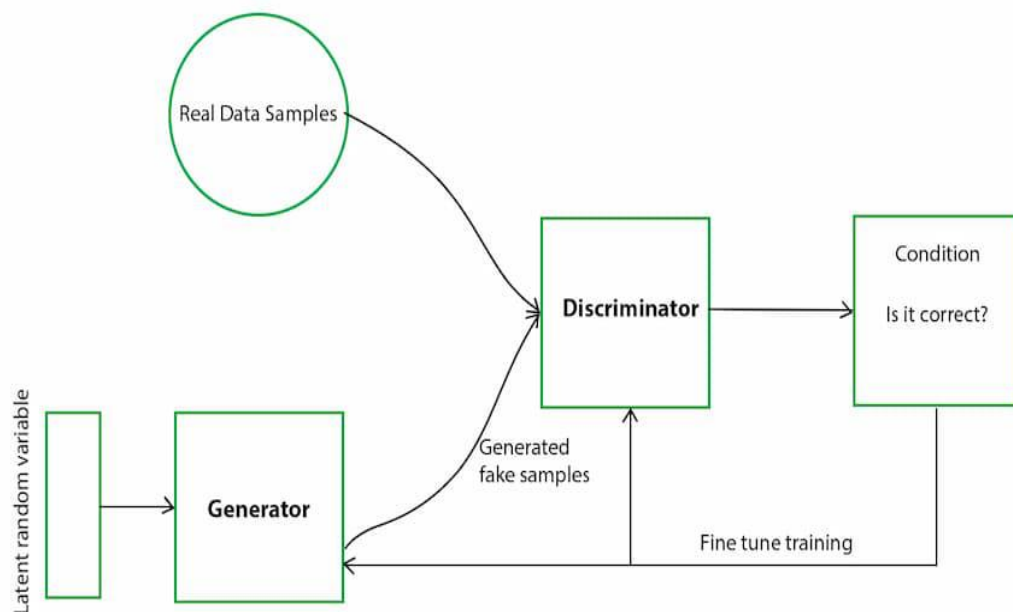 Real Data Samples
Condition
Discriminator
Is it correct?
Latent random variable
Generated
fake samples
Generator
Fine tune training